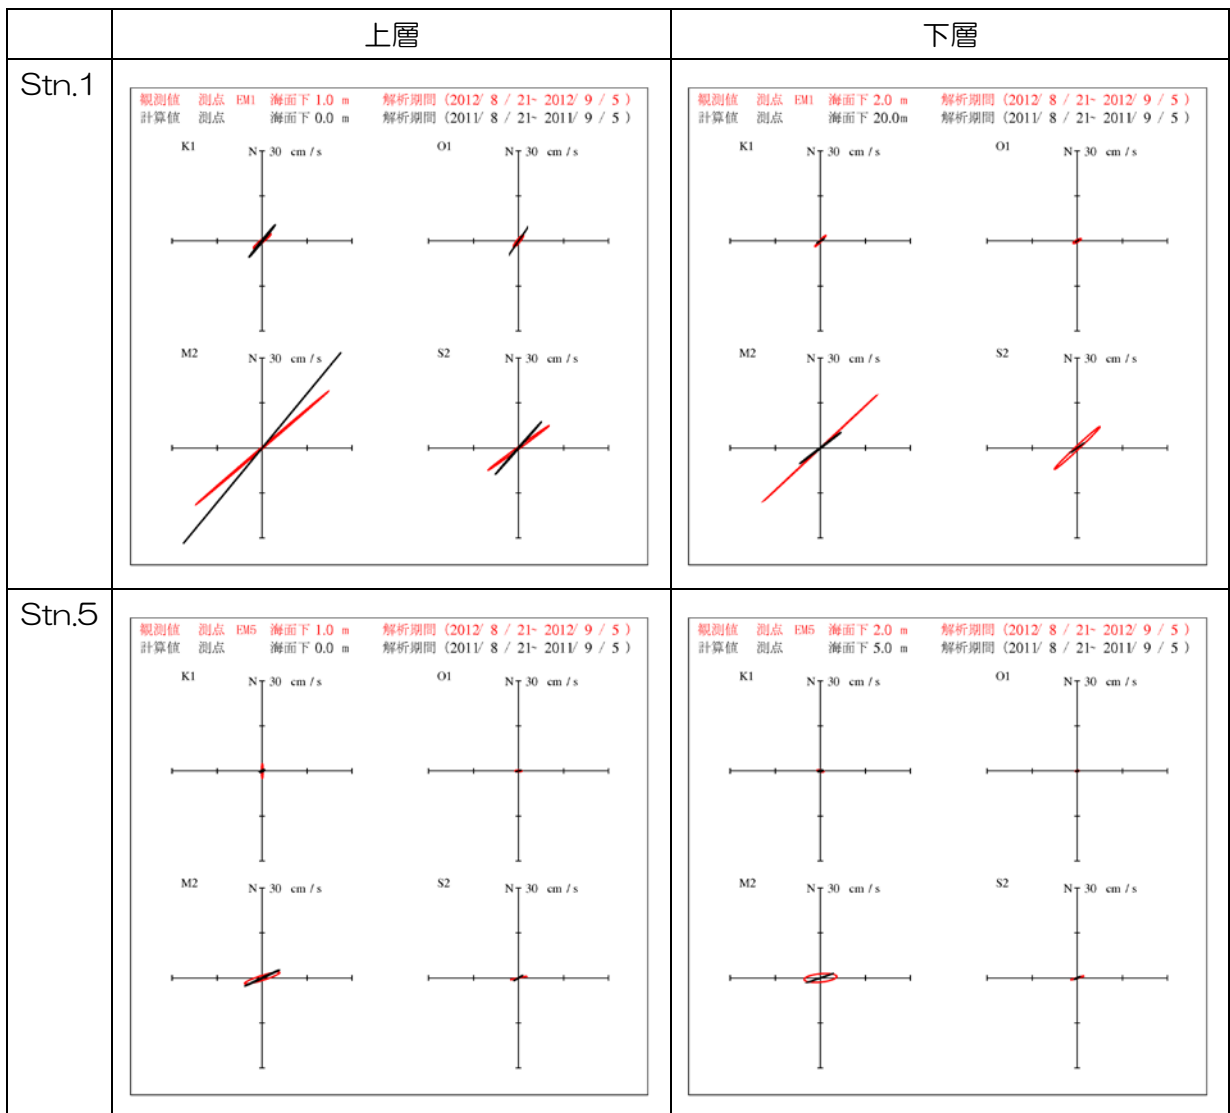 上層
下層
Stn.1
観測値 測点 EM1 海面下 1.0 m 解析期間 (2012/ 8 / 21~ 2012/ 9 / 5 )
計算値 測点 海面下 0.0 m 解析期間 (2011/ 8 / 21~ 2011/ 9 / 5 )
K1
N 30 cm / s
O1
N 30 cm / s
M2
N 30 cm / s
S2
N 30 cm / s
観測値 測点 EM1 海面下 2.0 m 解析期間 (2012/ 8 / 21~ 2012/ 9 / 5 )
計算値 測点 海面下 20.0m 解析期間 (2011/ 8 / 21~ 2011/ 9 / 5 )
K1
N 30 cm / s
O1
N 30 cm / s
M2
N 30 cm / s
S2
N 30 cm / s
Stn.5
観測値 測点 EM5 海面下 1.0 m 解析期間 (2012/ 8 / 21~ 2012/ 9 / 5 )
計算値 測点 海面下 0.0 m 解析期間 (2011/ 8 / 21~ 2011/ 9 / 5 )
K1
N 30 cm / s
O1
N 30 cm / s
M2
N 30 cm / s
S2
N 30 cm / s
観測値 測点 EM5 海面下 2.0 m 解析期間 (2012/ 8 / 21~ 2012/ 9 / 5 )
計算値 測点 海面下 5.0 m 解析期間 (2011/ 8 / 21~ 2011/ 9 / 5 )
K1
N 30 cm / s
O1
N 30 cm / s
M2
N 30 cm / s
S2
N 30 cm / s